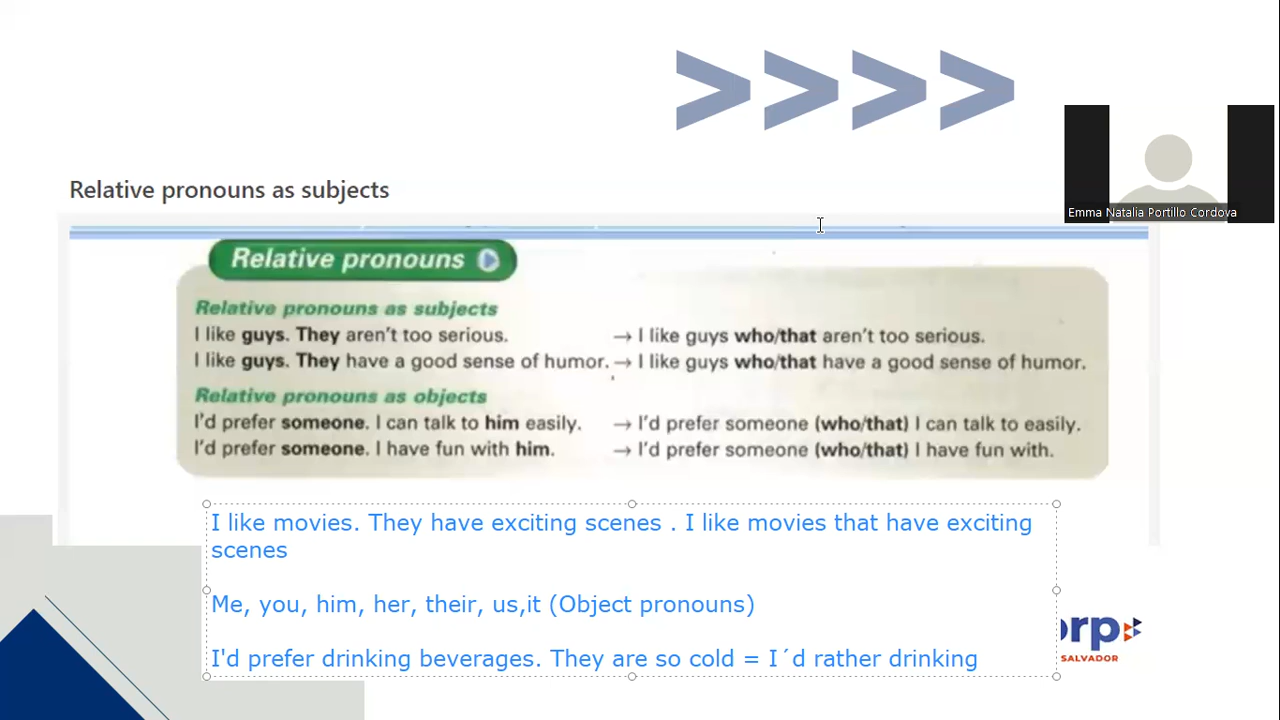 >>>>
Emma Natalia Portillo Cordova
Relative pronouns as subjects
Relative pronouns
Relative pronouns as subjects
I like guys. They aren't too serious. → I like guys who/that aren't too serious.
I like guys. They have a good sense of humor. → I like guys who/that have a good sense of humor.
Relative pronouns as objects
I'd prefer someone. I can talk to him easily. → I'd prefer someone (who/that) I can talk to easily.
I'd prefer someone. I have fun with him. → I'd prefer someone (who/that) I have fun with.
I like movies. They have exciting scenes . I like movies that have exciting
scenes
Me, you, him, her, their, us,it (Object pronouns)
I'd prefer drinking beverages. They are so cold = I´d rather drinking
orp
SALVADOR